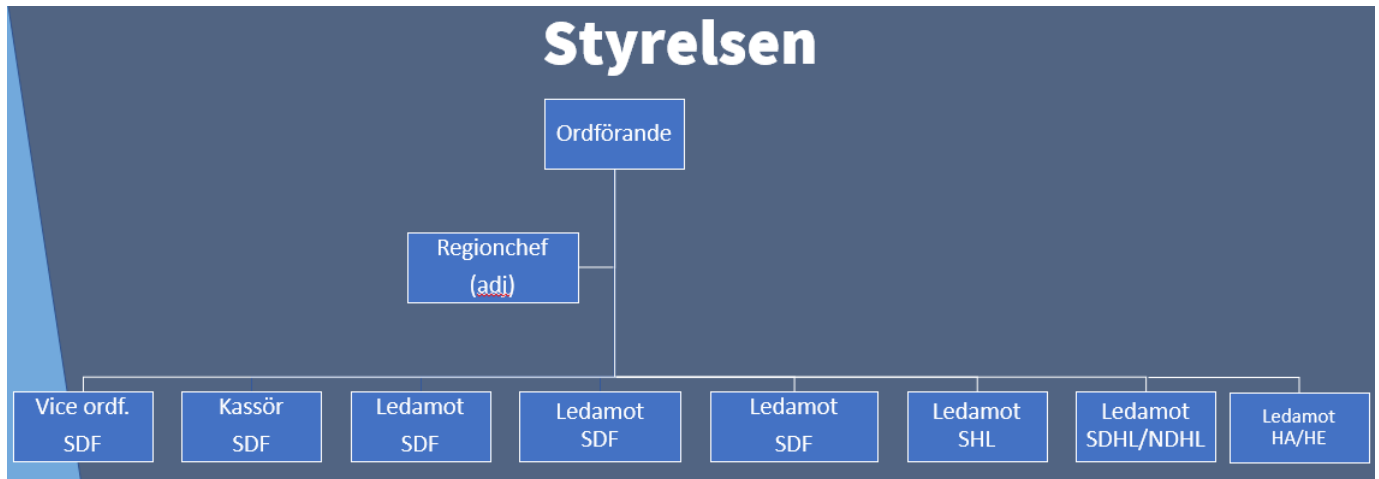 Styrelsen
Ordförande
Regionchef
(adj)
Vice ordf.
SDF
Kassör
SDF
Ledamot
SDF
Ledamot
SDF
Ledamot
SDF
Ledamot
SHL
Ledamot
SDHL/NDHL
Ledamot
HA/HE